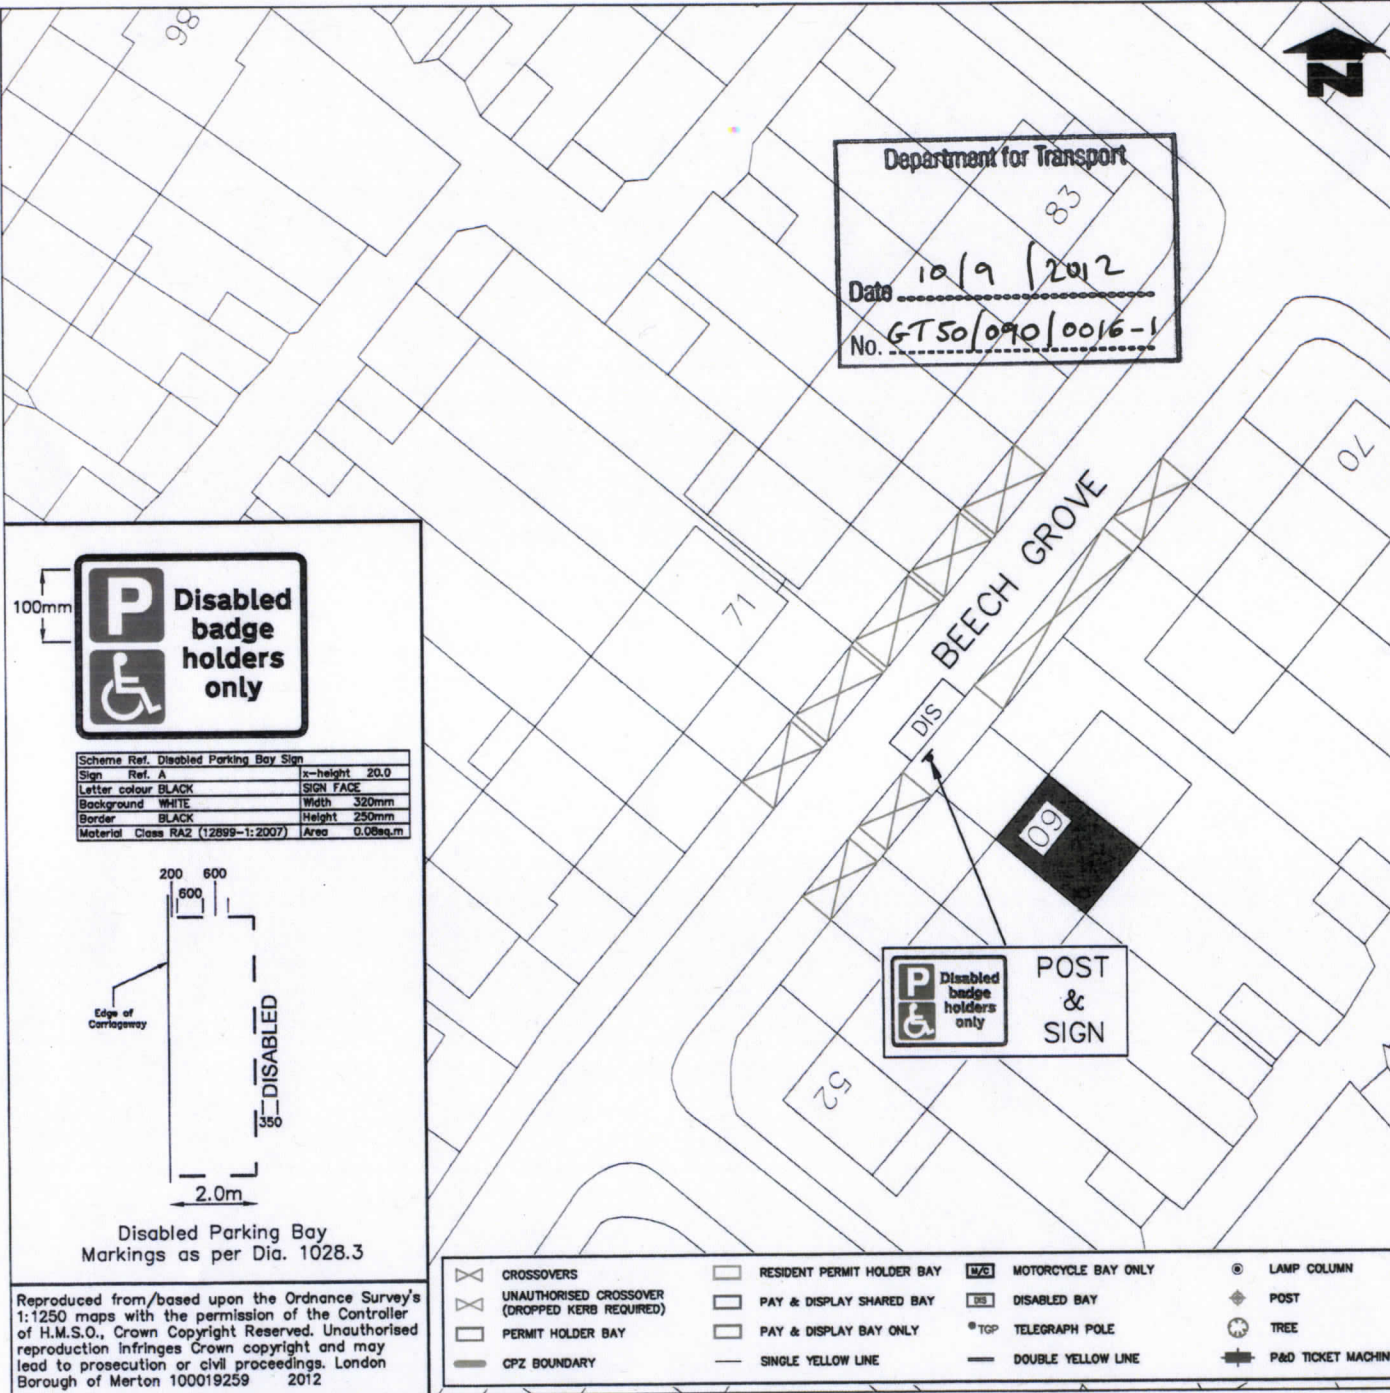 98
N
Department for Transport
83
Date 10/9/2012
No. GT50/090/0016-1
70
BEECH GROVE
71
DIS
60
P
Disabled
badge
holders
only
POST
&
SIGN
52
100mm
P
Disabled
badge
holders
only
Scheme Ref. Disabled Parking Bay Sign
Sign Ref. A x-height 20.0
Letter colour BLACK SIGN FACE
Background WHITE Width 320mm
Border BLACK Height 250mm
Material Class RA2 (12899-1:2007) Area 0.08sq.m
200 600
600
Edge of
Carriageway
DISABLED
350
2.0m
Disabled Parking Bay
Markings as per Dia. 1028.3
Reproduced from/based upon the Ordnance Survey's
1:1250 maps with the permission of the Controller
of H.M.S.O., Crown Copyright Reserved. Unauthorised
reproduction infringes Crown copyright and may
lead to prosecution or civil proceedings. London
Borough of Merton 100019259 2012
CROSSOVERS
UNAUTHORISED CROSSOVER
(DROPPED KERB REQUIRED)
PERMIT HOLDER BAY
CPZ BOUNDARY
RESIDENT PERMIT HOLDER BAY
PAY & DISPLAY SHARED BAY
PAY & DISPLAY BAY ONLY
SINGLE YELLOW LINE
M/C MOTORCYCLE BAY ONLY
DIS DISABLED BAY
TGP TELEGRAPH POLE
DOUBLE YELLOW LINE
LAMP COLUMN
POST
TREE
P&D TICKET MACHIN